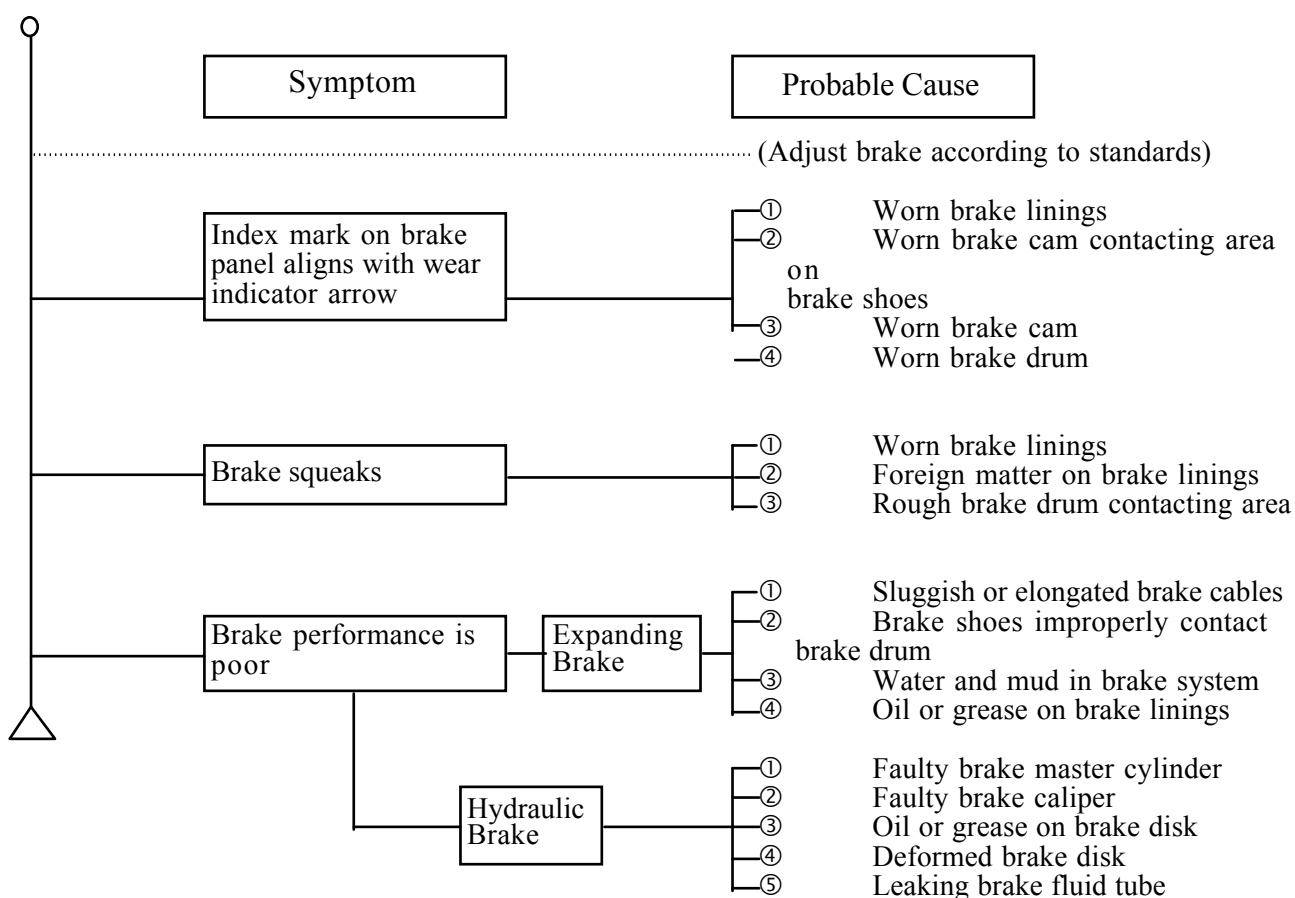 Symptom
Probable Cause
(Adjust brake according to standards)
Index mark on brake
panel aligns with wear
indicator arrow
① Worn brake linings
② Worn brake cam contacting area
on
brake shoes
③ Worn brake cam
④ Worn brake drum
Brake squeaks
① Worn brake linings
② Foreign matter on brake linings
③ Rough brake drum contacting area
Brake performance is
poor
Expanding
Brake
① Sluggish or elongated brake cables
② Brake shoes improperly contact
brake drum
③ Water and mud in brake system
④ Oil or grease on brake linings
Hydraulic
Brake
① Faulty brake master cylinder
② Faulty brake caliper
③ Oil or grease on brake disk
④ Deformed brake disk
⑤ Leaking brake fluid tube